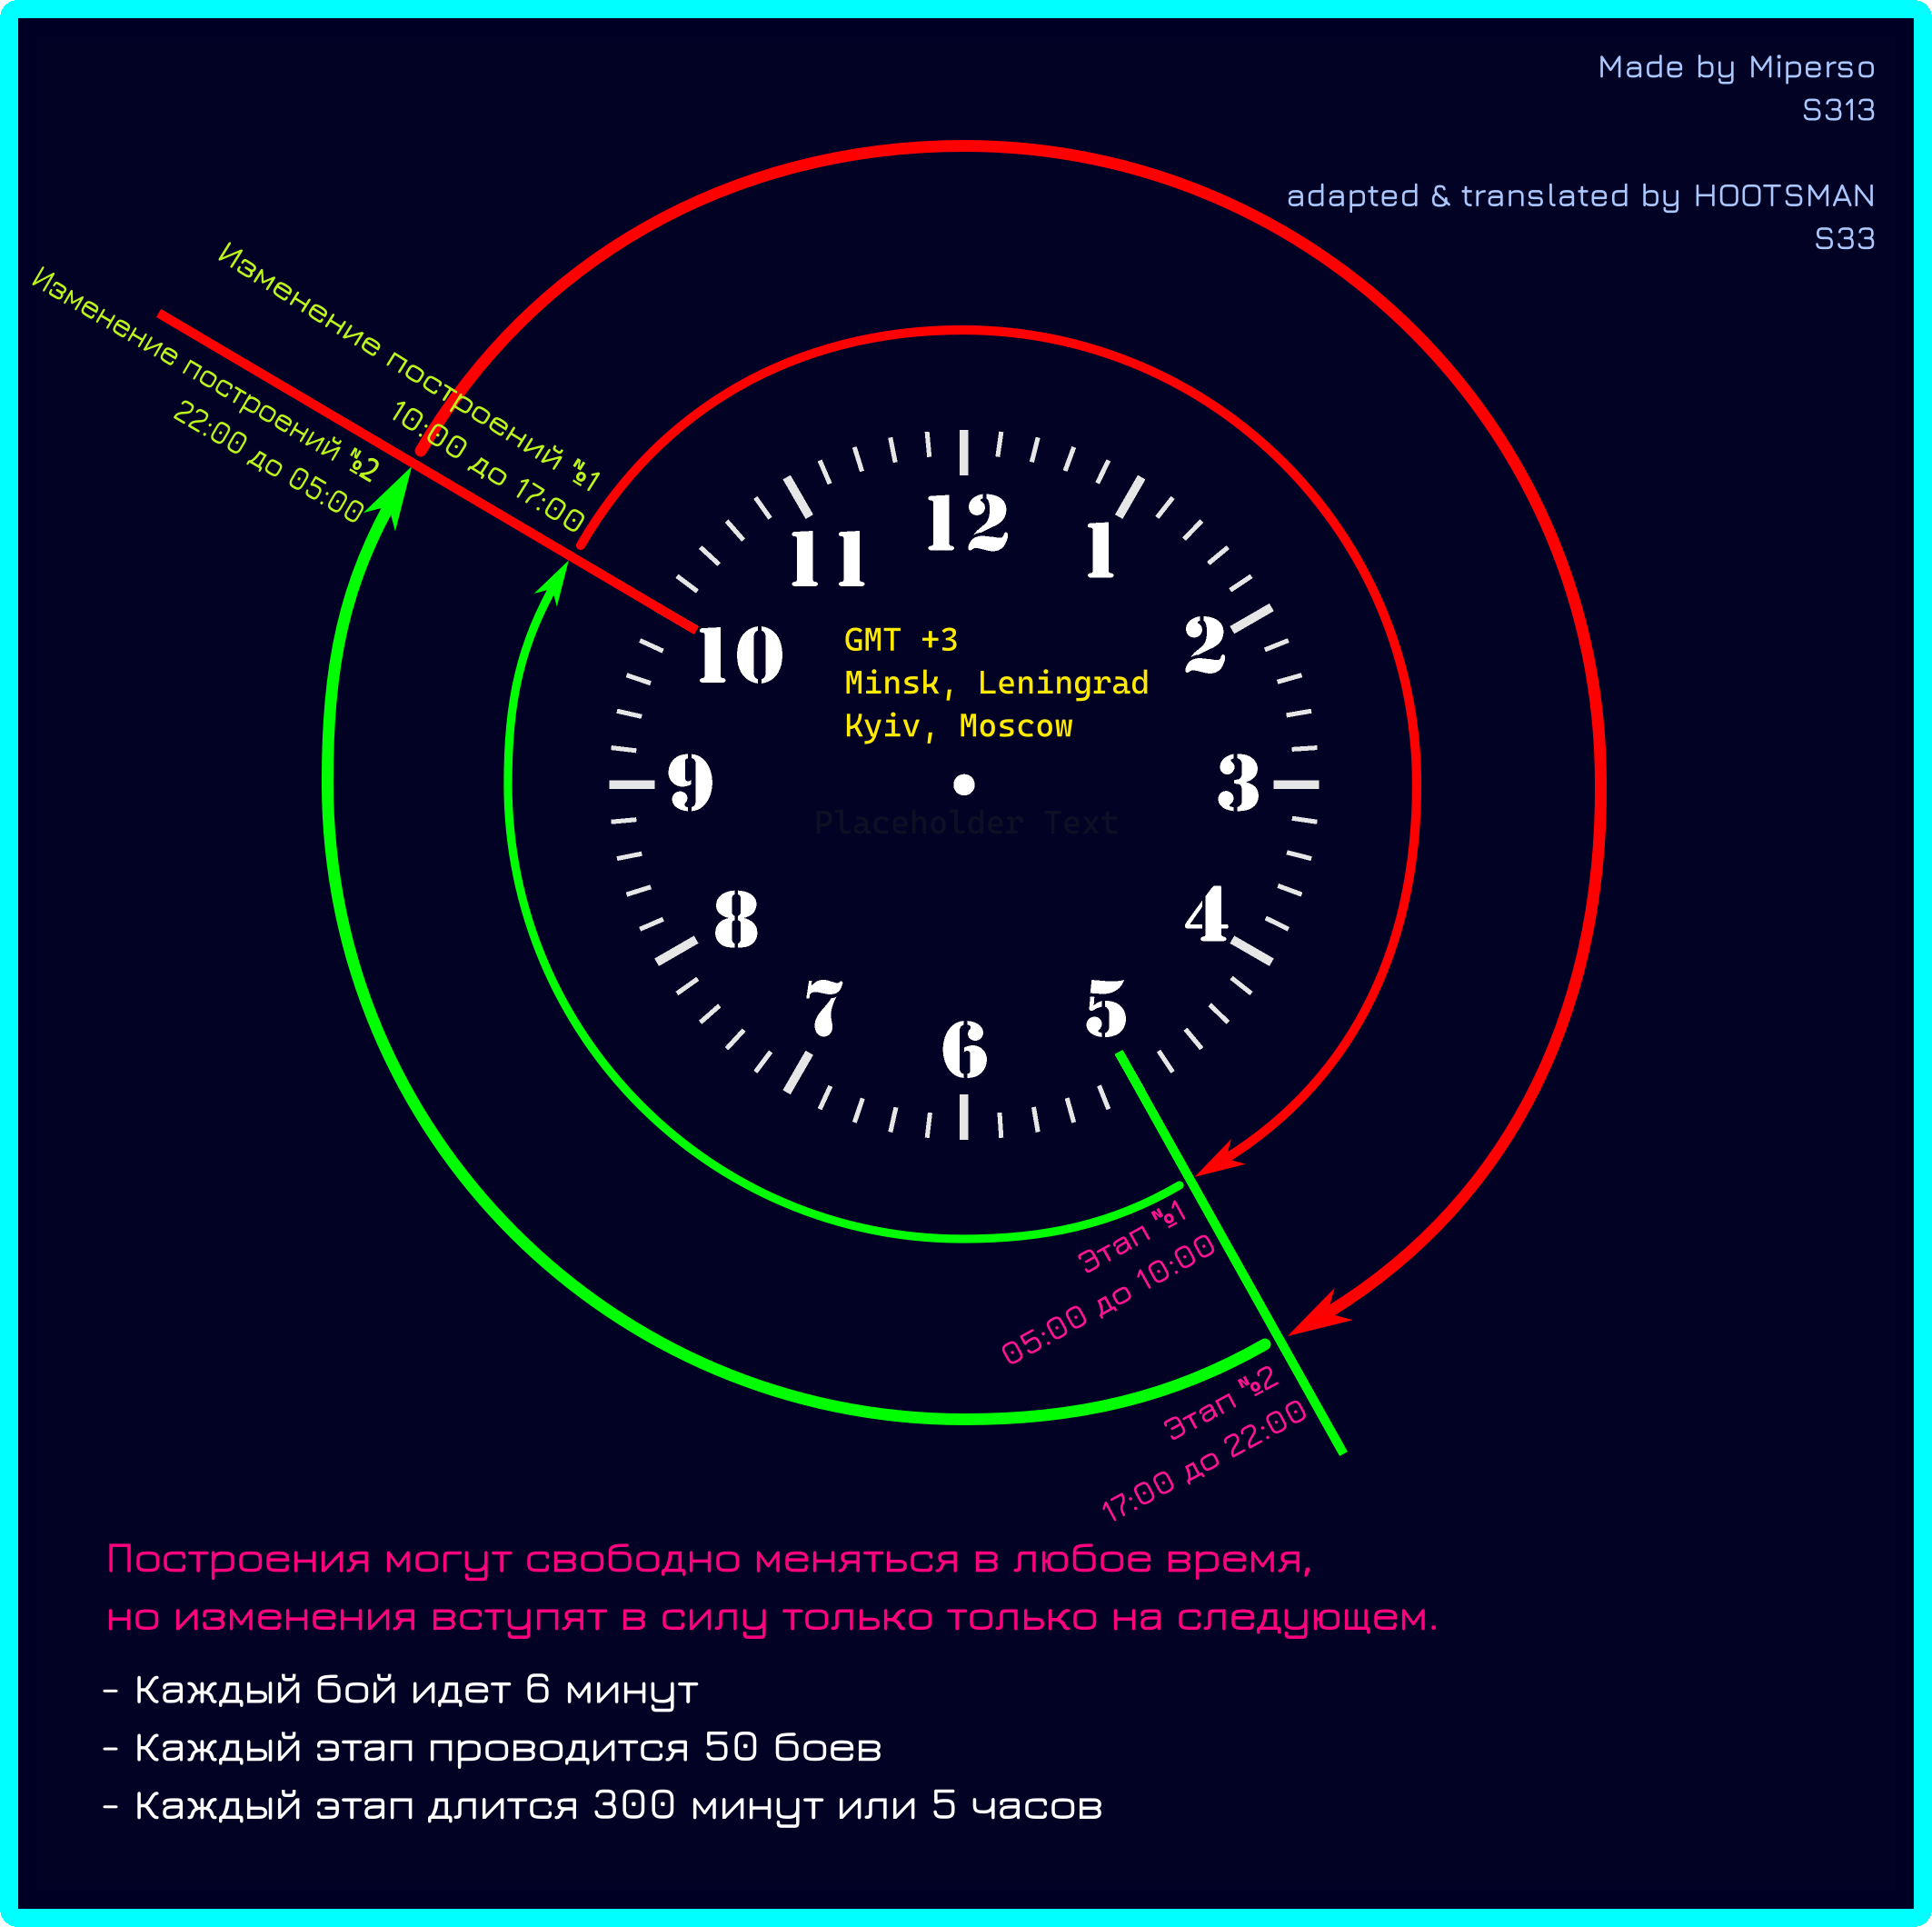 Made by Miperso
S313
adapted & translated by HOOTSMAN
S33
Изменение построений №1
10:00 до 17:00
Изменение построений №2
22:00 до 05:00
12
1
2
3
4
5
6
7
8
9
10
11
GMT +3
Minsk, Leningrad
Kyiv, Moscow
Placeholder Text
Этап №1
05:00 до 10:00
Этап №2
17:00 до 22:00
Построения могут свободно меняться в любое время,
но изменения вступят в силу только только на следующем.
- Каждый бой идет 6 минут
- Каждый этап проводится 50 боев
- Каждый этап длится 300 минут или 5 часов